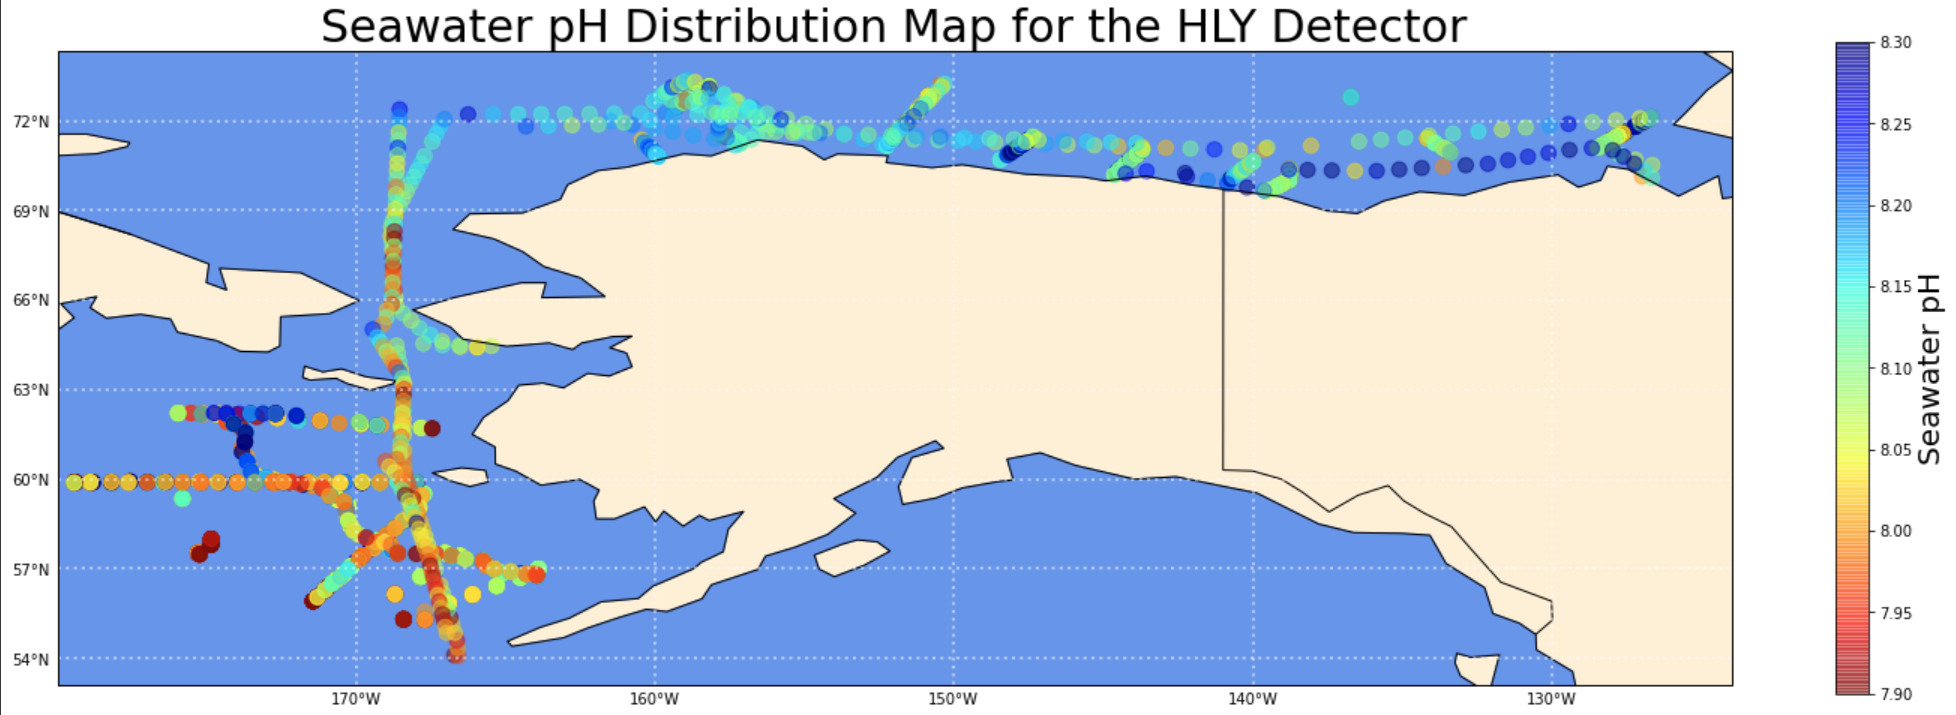 Seawater pH Distribution Map for the HLY Detector
72°N
69°N
66°N
63°N
60°N
57°N
54°N
170°W
160°W
150°W
140°W
130°W
8.30
8.25
8.20
8.15
8.10
8.05
8.00
7.95
7.90
Seawater pH